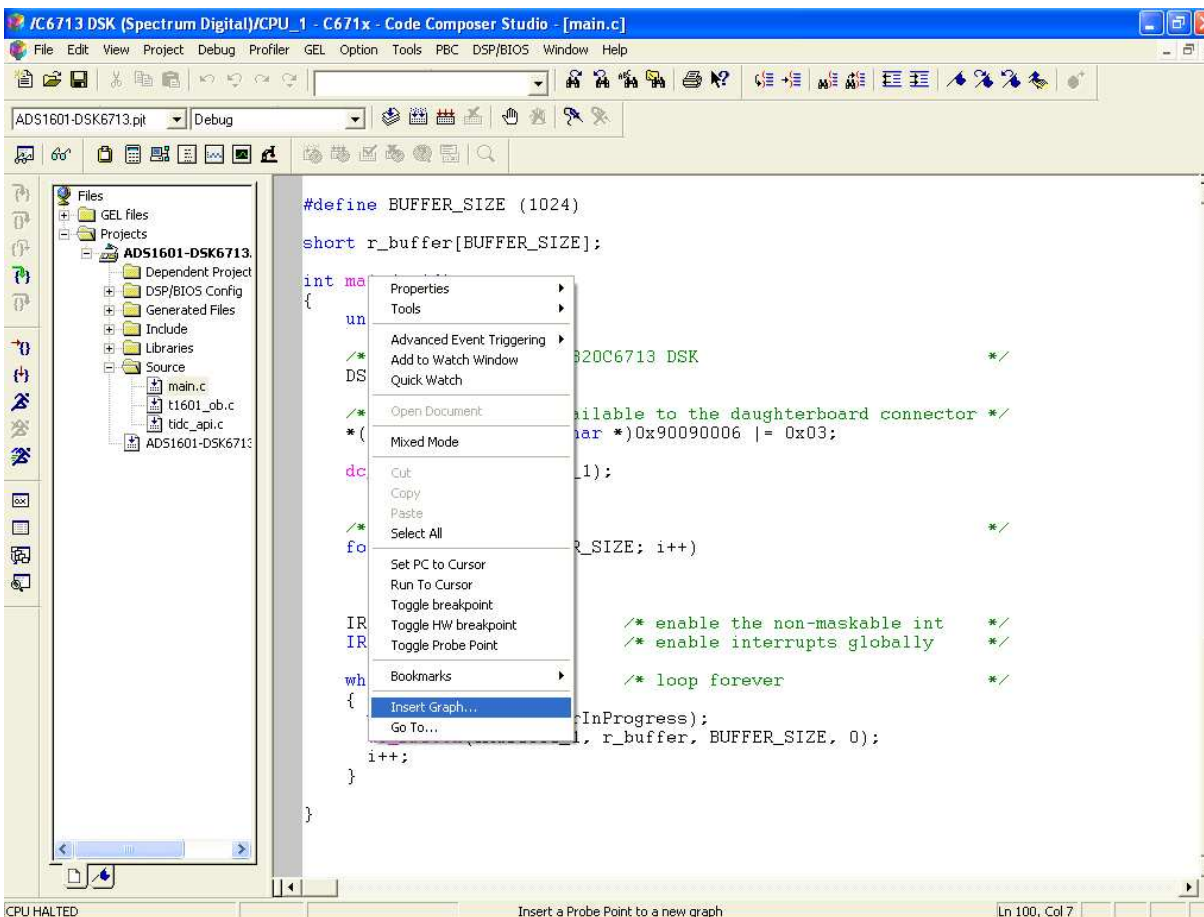 /C6713 DSK (Spectrum Digital)/CPU_1 - C671x - Code Composer Studio - [main.c]
File Edit View Project Debug Profiler GEL Option Tools PBC DSP/BIOS Window Help
ADS1601-DSK6713.pjt Debug
Files
GEL files
Projects
ADS1601-DSK6713.
Dependent Project
DSP/BIOS Config
Generated Files
Include
Libraries
Source
main.c
t1601_ob.c
tidc_api.c
ADS1601-DSK6713
#define BUFFER_SIZE (1024)
short r_buffer[BUFFER_SIZE];
int ma
{
un
/* 320C6713 DSK */
DS
/* ailable to the daughterboard connector */
*( ar *)0x90090006 |= 0x03;
dc _1);
/* */
fo R_SIZE; i++)
IR /* enable the non-maskable int */
IR /* enable interrupts globally */
wh /* loop forever */
{
rInProgress);
1, r_buffer, BUFFER_SIZE, 0);
i++;
}
}
Properties
Tools
Advanced Event Triggering
Add to Watch Window
Quick Watch
Open Document
Mixed Mode
Cut
Copy
Paste
Select All
Set PC to Cursor
Run To Cursor
Toggle breakpoint
Toggle HW breakpoint
Toggle Probe Point
Bookmarks
Insert Graph...
Go To...
CPU HALTED Insert a Probe Point to a new graph Ln 100, Col 7